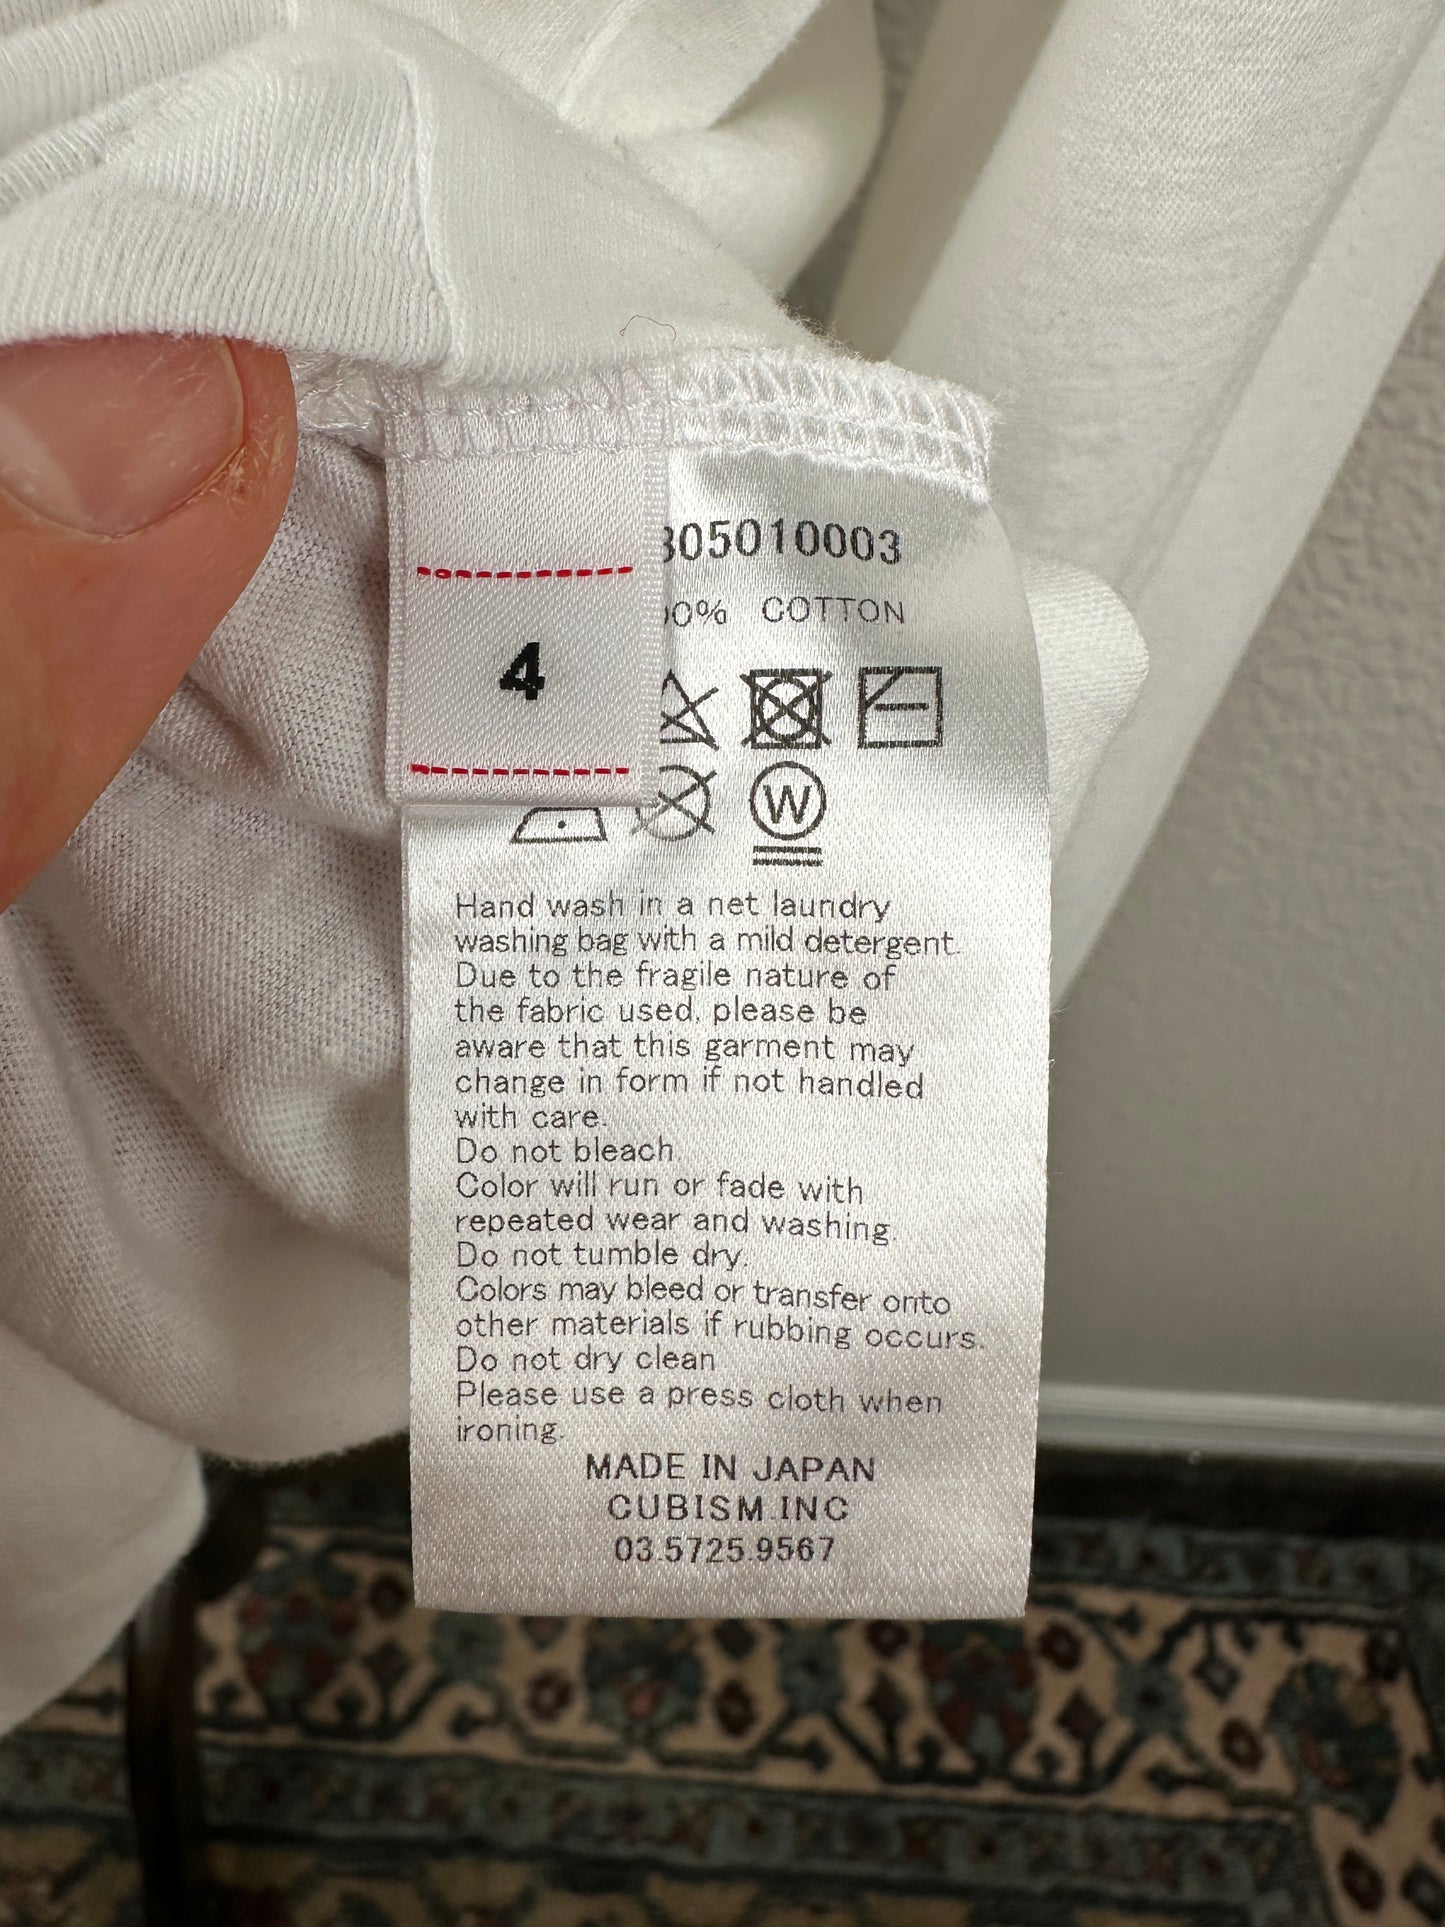 05010003
0% COTTON
4
W
Hand wash in a net laundry
washing bag with a mild detergent.
Due to the fragile nature of
the fabric used, please be
aware that this garment may
change in form if not handled
with care.
Do not bleach.
Color will run or fade with
repeated wear and washing.
Do not tumble dry.
Colors may bleed or transfer onto
other materials if rubbing occurs.
Do not dry clean
Please use a press cloth when
ironing.
MADE IN JAPAN
CUBISM.INC
03.5725.9567